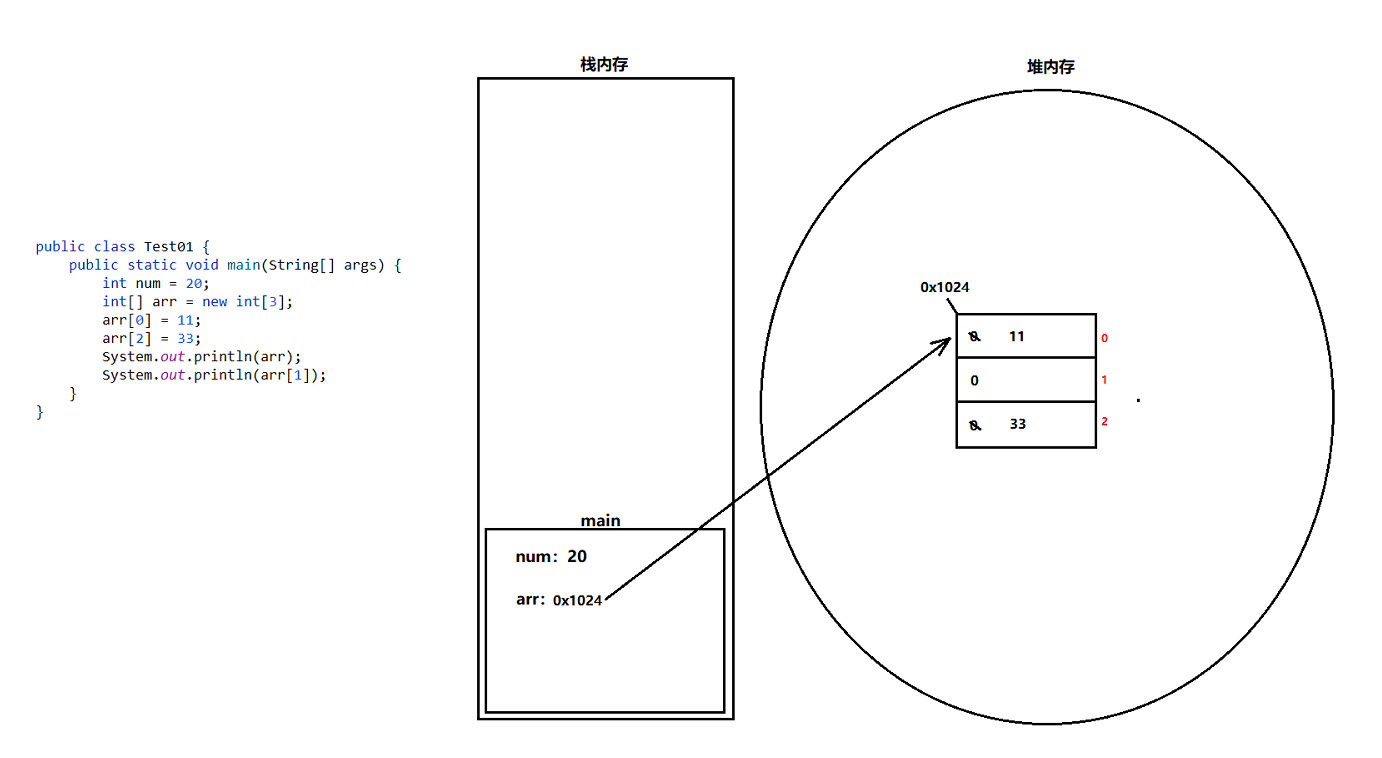 栈内存
堆内存
public class Test01 {
public static void main(String[] args) {
int num = 20;
int[] arr = new int[3];
arr[0] = 11;
arr[2] = 33;
System.out.println(arr);
System.out.println(arr[1]);
}
}
main
num：20
arr：0x1024
0x1024
0 11 0
0 1
0 33 2